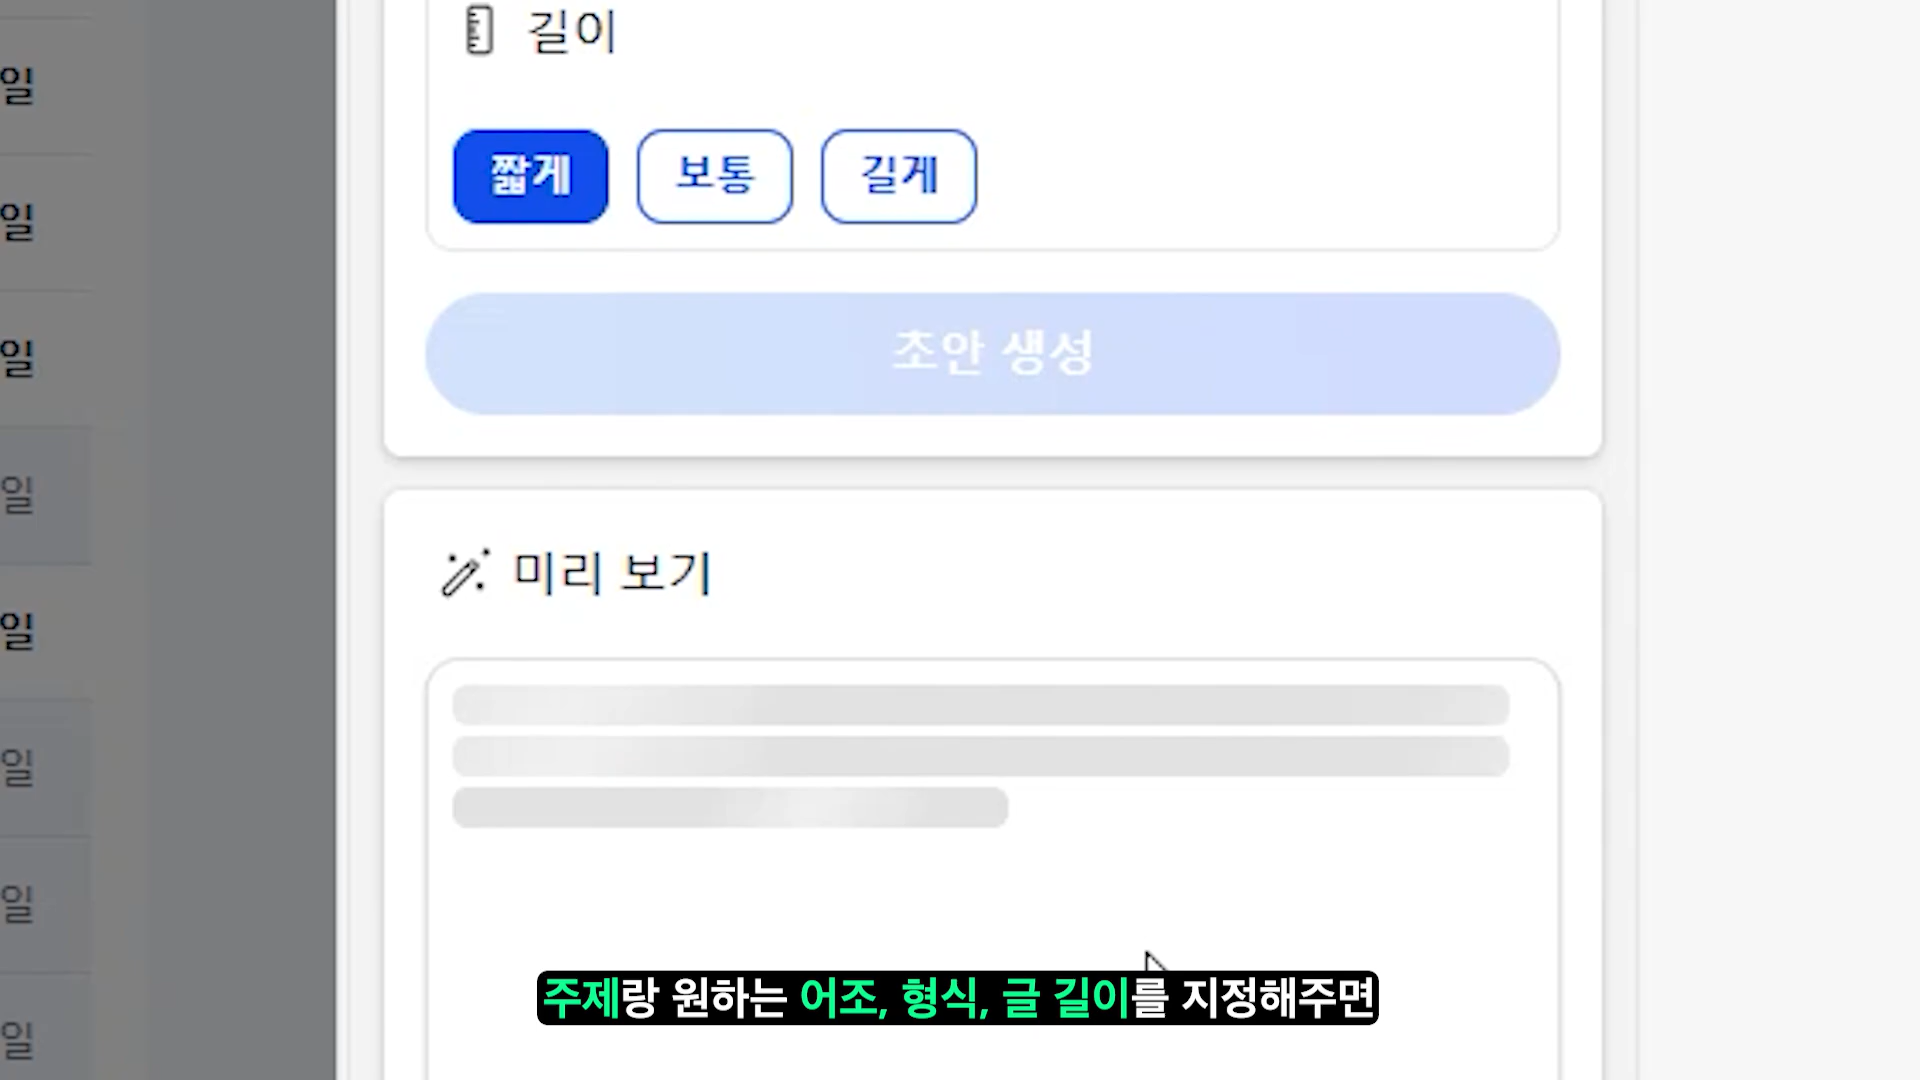 길이
일
일
일
일
일
일
일
일
짧게 보통 길게
초안 생성
미리 보기
주제랑 원하는 어조, 형식, 글 길이를 지정해주면